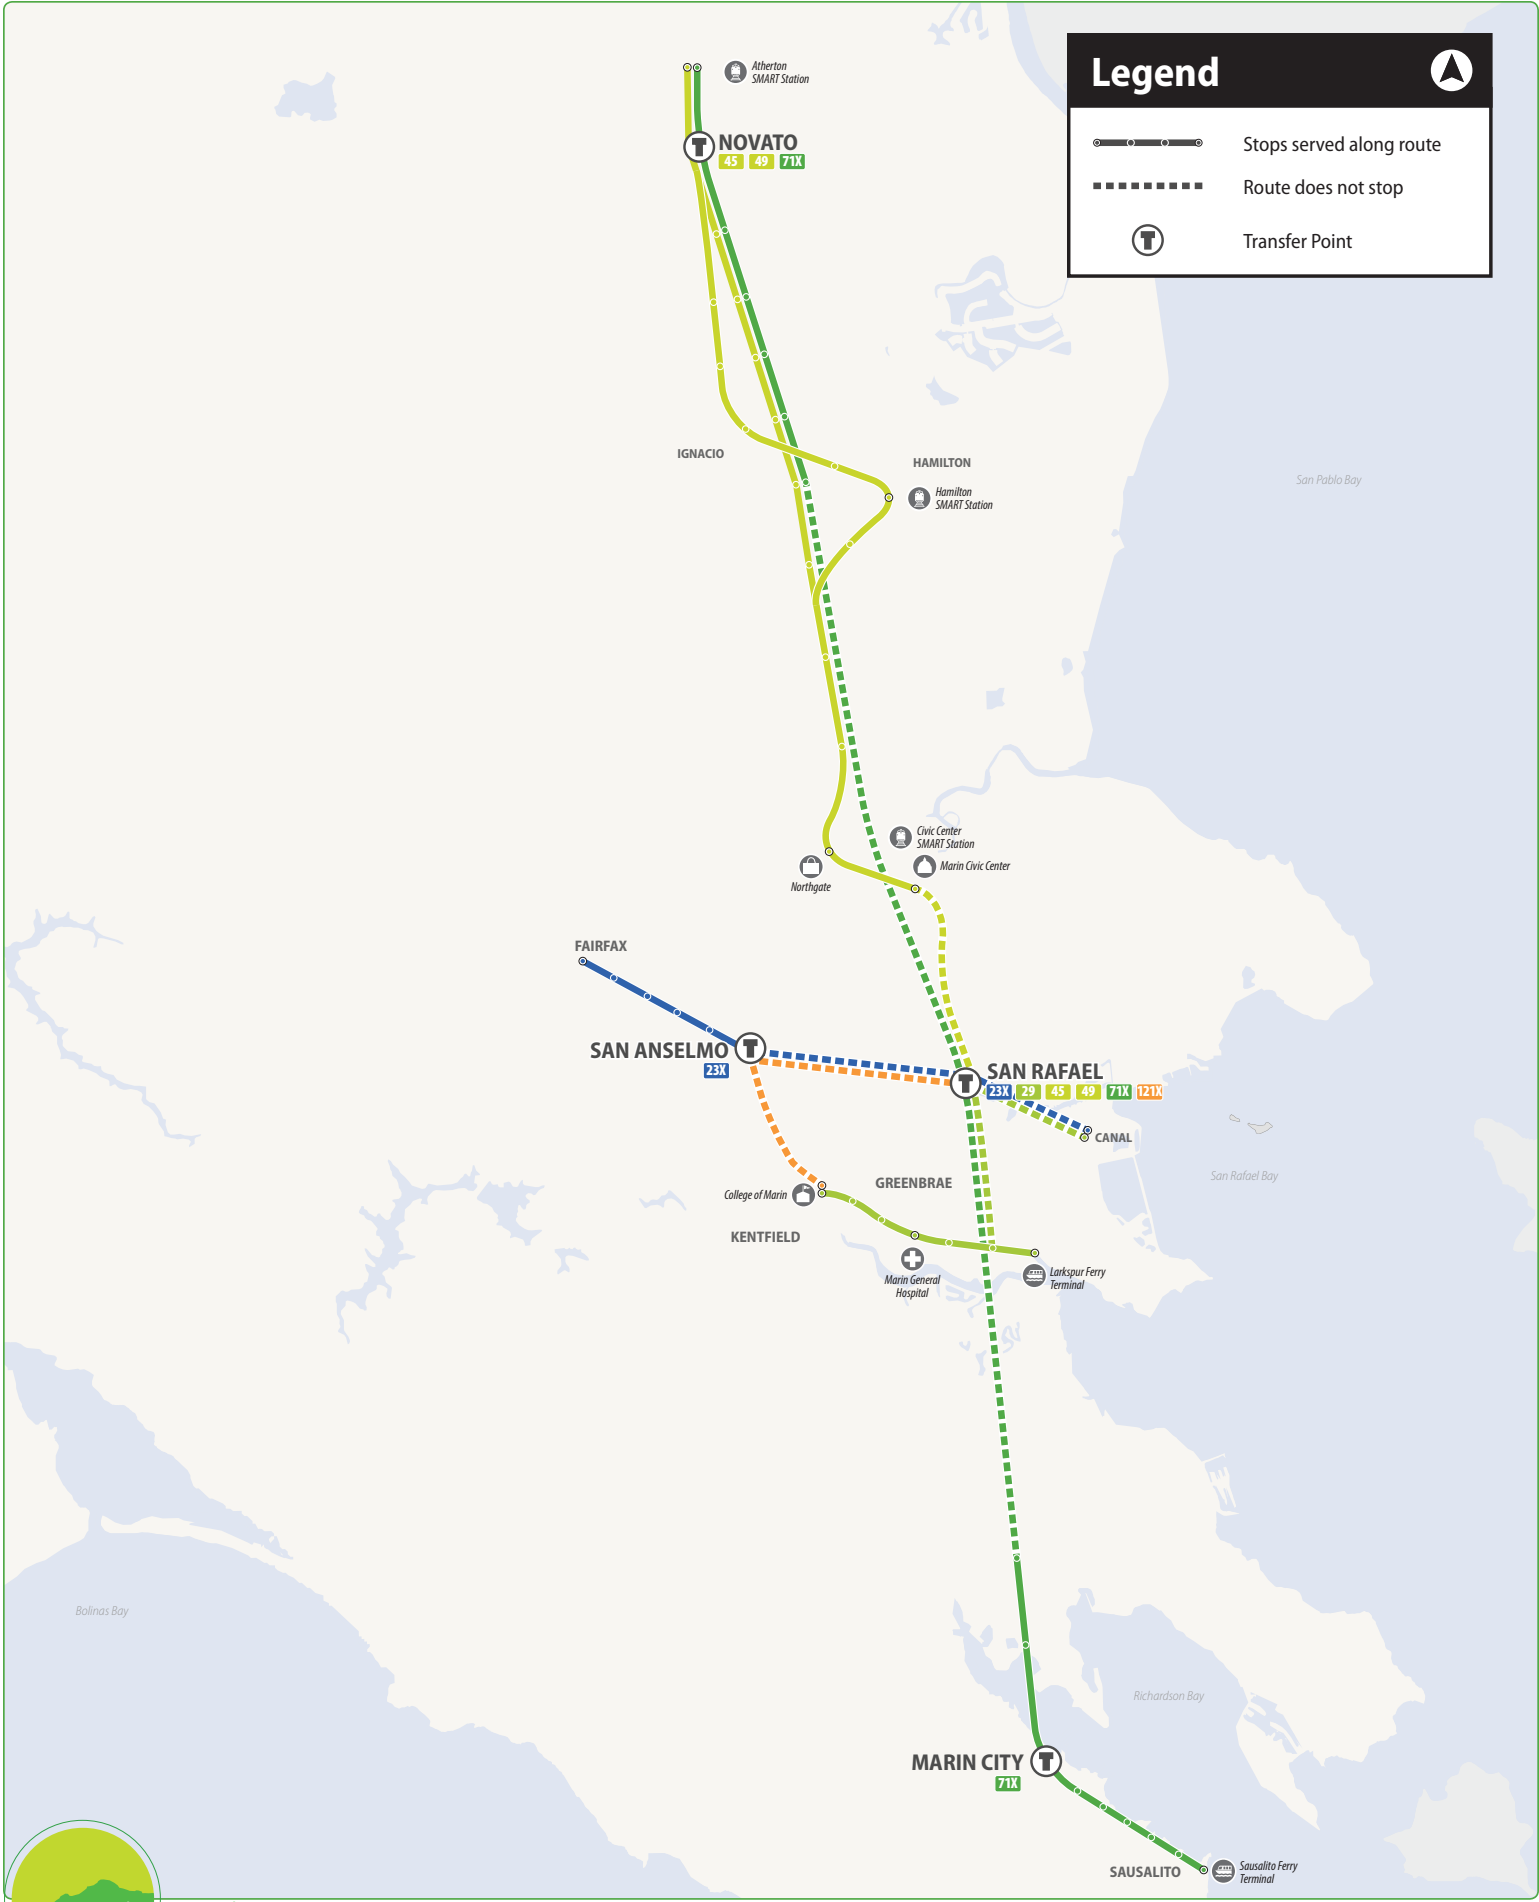 Legend
Stops served along route
Route does not stop
Transfer Point
Atherton
SMART Station
NOVATO
45 49 71X
IGNACIO
HAMILTON
Hamilton
SMART Station
San Pablo Bay
Civic Center
SMART Station
Marin Civic Center
Northgate
FAIRFAX
SAN ANSELMO
23X
SAN RAFAEL
23X 29 45 49 71X 121X
CANAL
San Rafael Bay
GREENBRAE
College of Marin
KENTFIELD
Marin General
Hospital
Larkspur Ferry
Terminal
Bolinas Bay
Richardson Bay
MARIN CITY
71X
SAUSALITO
Sausalito Ferry
Terminal